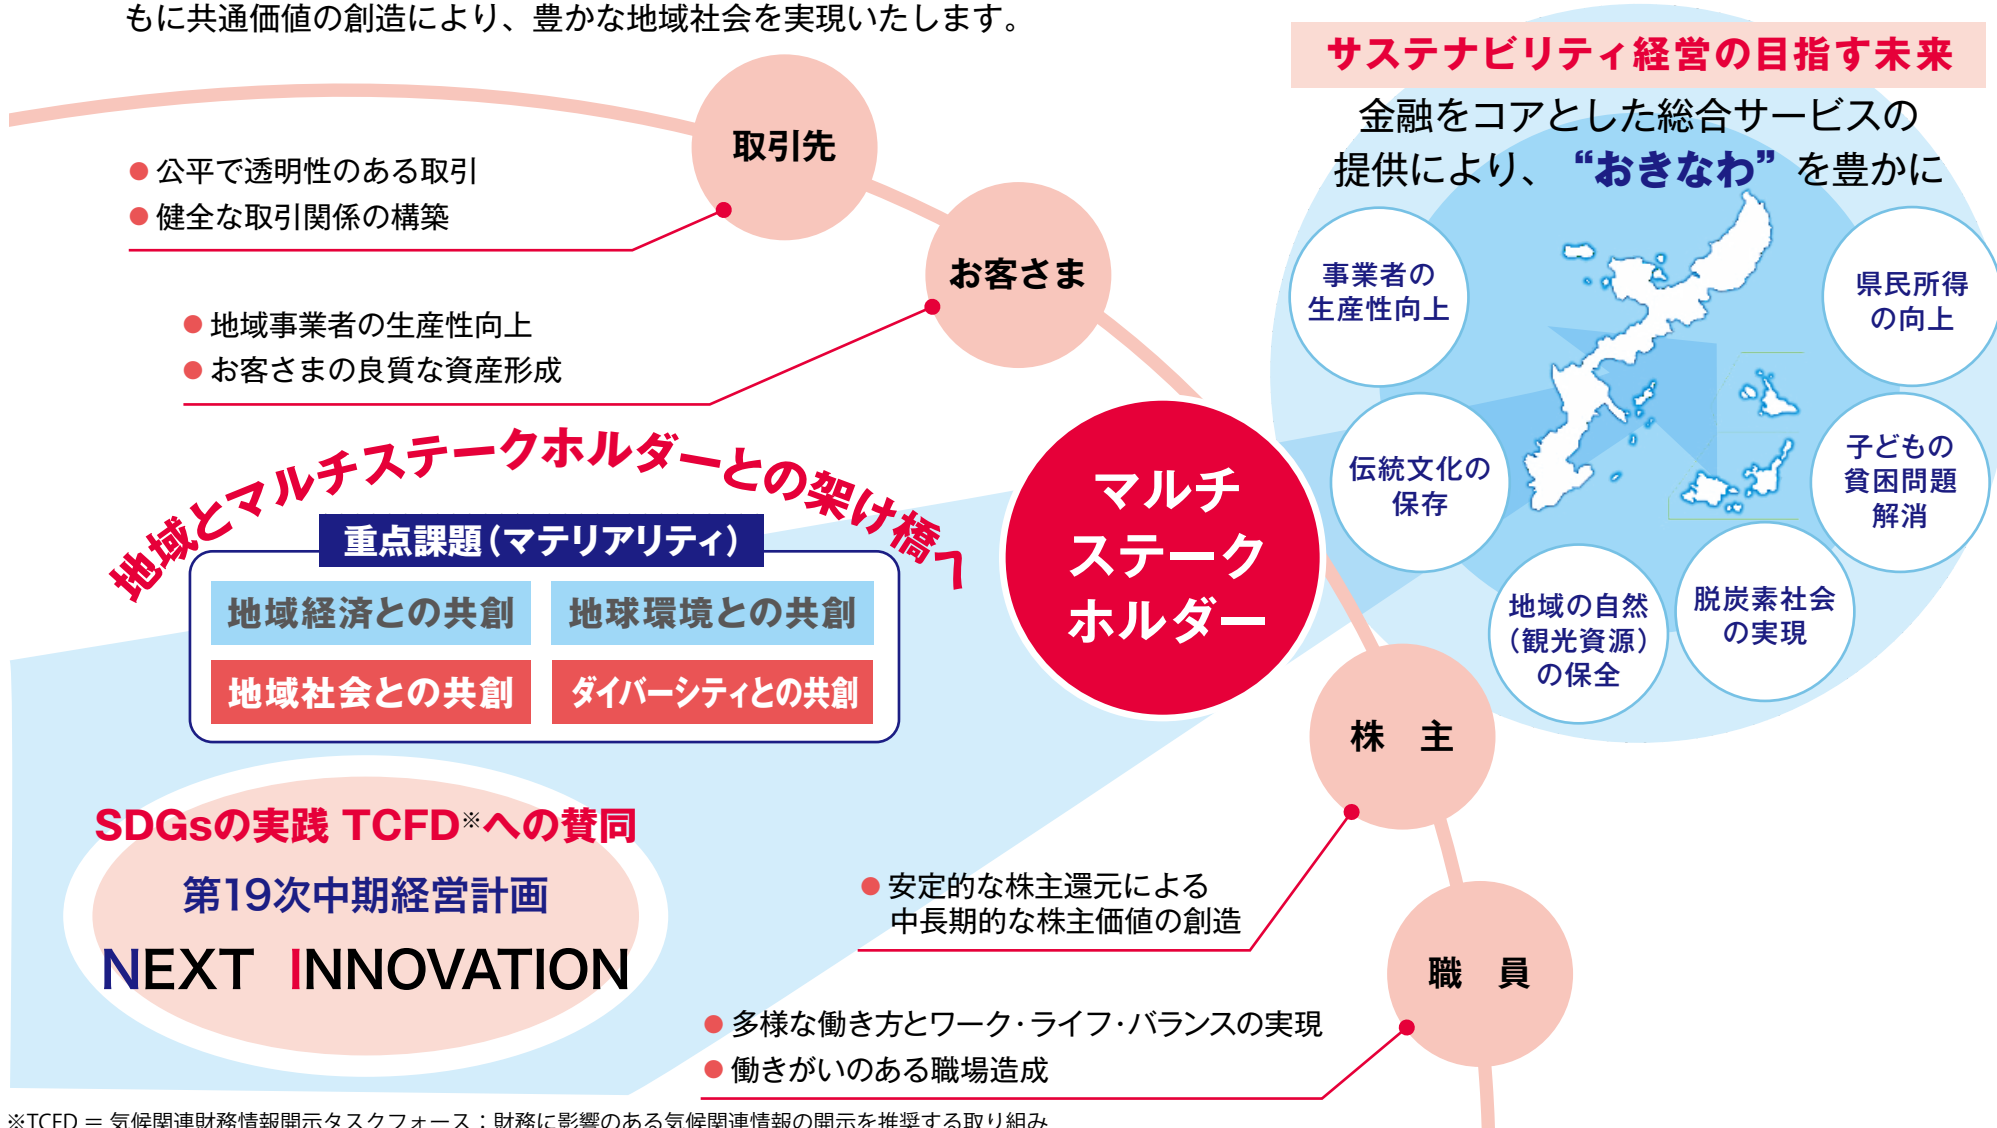 もに共通価値の創造により、豊かな地域社会を実現いたします。
取引先
● 公平で透明性のある取引
● 健全な取引関係の構築
お客さま
● 地域事業者の生産性向上
● お客さまの良質な資産形成
地域とマルチステークホルダーとの架け橋へ
重点課題（マテリアリティ）
地域経済との共創
地球環境との共創
地域社会との共創
ダイバーシティとの共創
マルチ
ステーク
ホルダー
SDGsの実践 TCFD※への賛同
第19次中期経営計画
NEXT INNOVATION
株　主
● 安定的な株主還元による
中長期的な株主価値の創造
職　員
● 多様な働き方とワーク・ライフ・バランスの実現
● 働きがいのある職場造成
サステナビリティ経営の目指す未来
金融をコアとした総合サービスの
提供により、“おきなわ”を豊かに
事業者の
生産性向上
県民所得
の向上
伝統文化の
保存
子どもの
貧困問題
解消
地域の自然
（観光資源）
の保全
脱炭素社会
の実現
※TCFD ＝ 気候関連財務情報開示タスクフォース：財務に影響のある気候関連情報の開示を推奨する取り組み